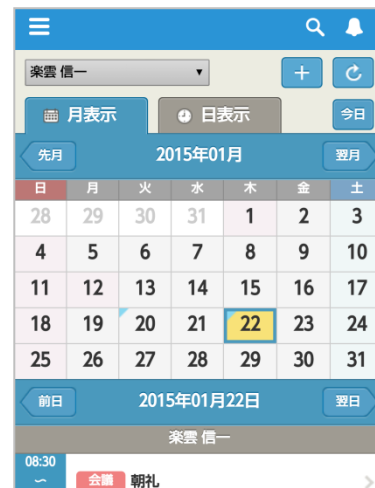 楽雲 信一
月表示 日表示 今日
先月 2015年01月 翌月
日 月 火 水 木 金 土
28 29 30 31 1 2 3
4 5 6 7 8 9 10
11 12 13 14 15 16 17
18 19 20 21 22 23 24
25 26 27 28 29 30 31
前日 2015年01月22日 翌日
楽雲 信一
08:30
〜 会議 朝礼